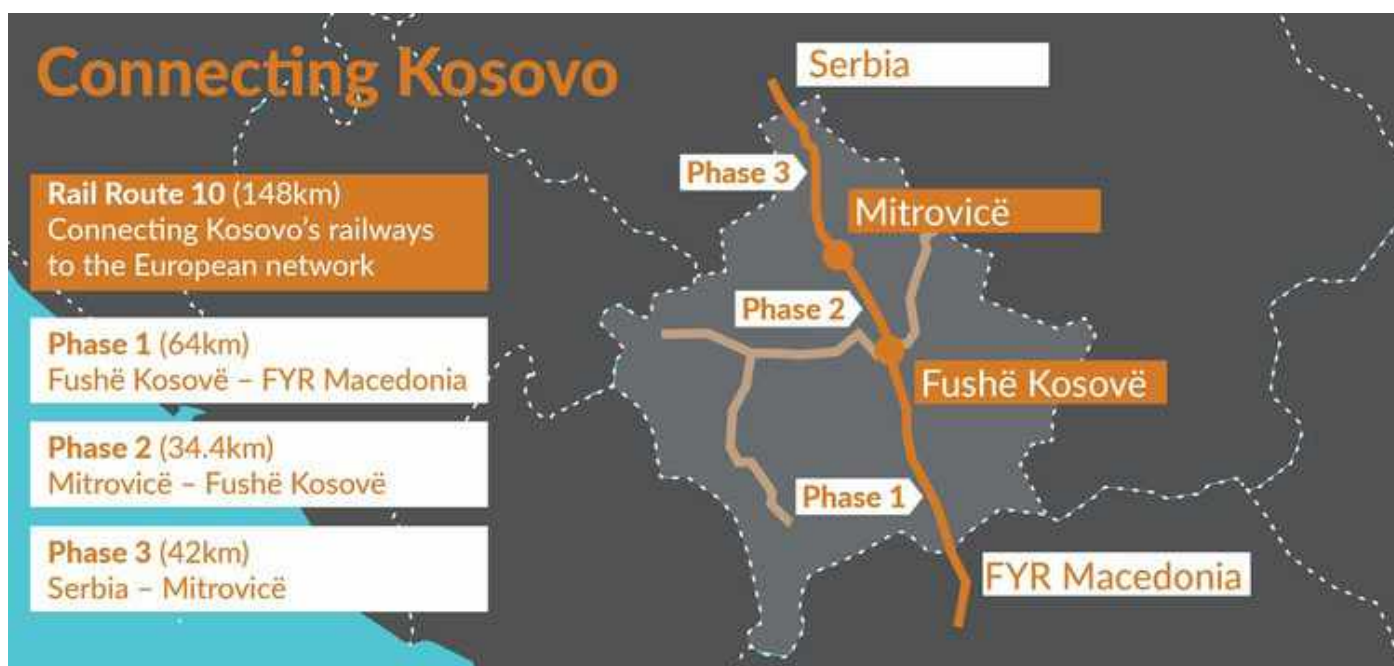 Connecting Kosovo
Rail Route 10 (148km)
Connecting Kosovo's railways
to the European network
Phase 1 (64km)
Fushë Kosovë – FYR Macedonia
Phase 2 (34.4km)
Mitrovicë – Fushë Kosovë
Phase 3 (42km)
Serbia – Mitrovicë
Serbia
Phase 3
Mitrovicë
Phase 2
Fushë Kosovë
Phase 1
FYR Macedonia